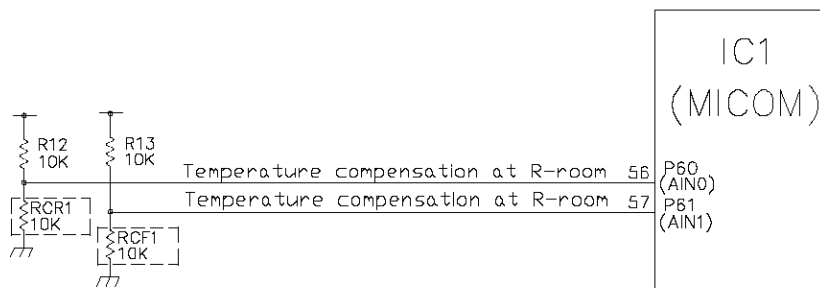 IC1
(MICOM)
R12
10K
R13
10K
Temperature compensation at R-room 56 P60
(AIN0)
Temperature compensation at R-room 57 P61
(AIN1)
RCR1
10K
RCF1
10K